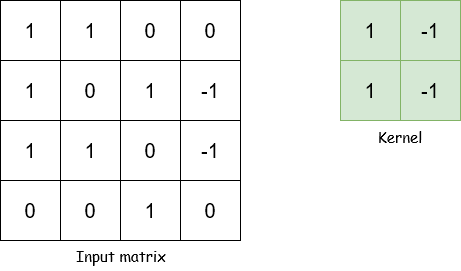 1 1 0 0 1 -1
1 0 1 -1 1 -1
1 1 0 -1
Kernel
0 0 1 0
Input matrix